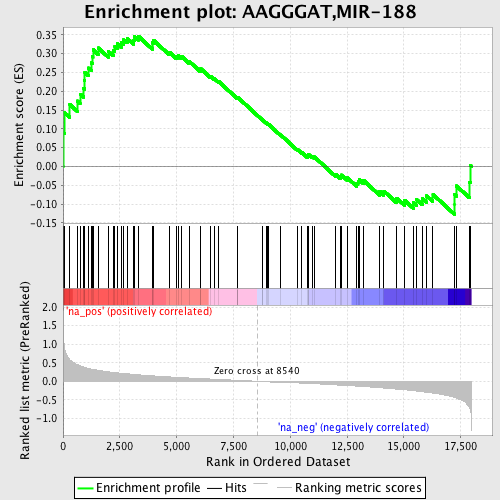 Enrichment plot: AAGGGAT,MIR-188
Enrichment score (ES)
0.35
0.30
0.25
0.20
0.15
0.10
0.05
0.00
-0.05
-0.10
-0.15
'na_pos' (positively correlated)
Ranked list metric (PreRanked)
2.0
1.5
1.0
0.5
0.0
-0.5
-1.0
Zero cross at 8540
'na_neg' (negatively correlated)
0 2,500 5,000 7,500 10,000 12,500 15,000 17,500
Rank in Ordered Dataset
Enrichment profile Hits Ranking metric scores